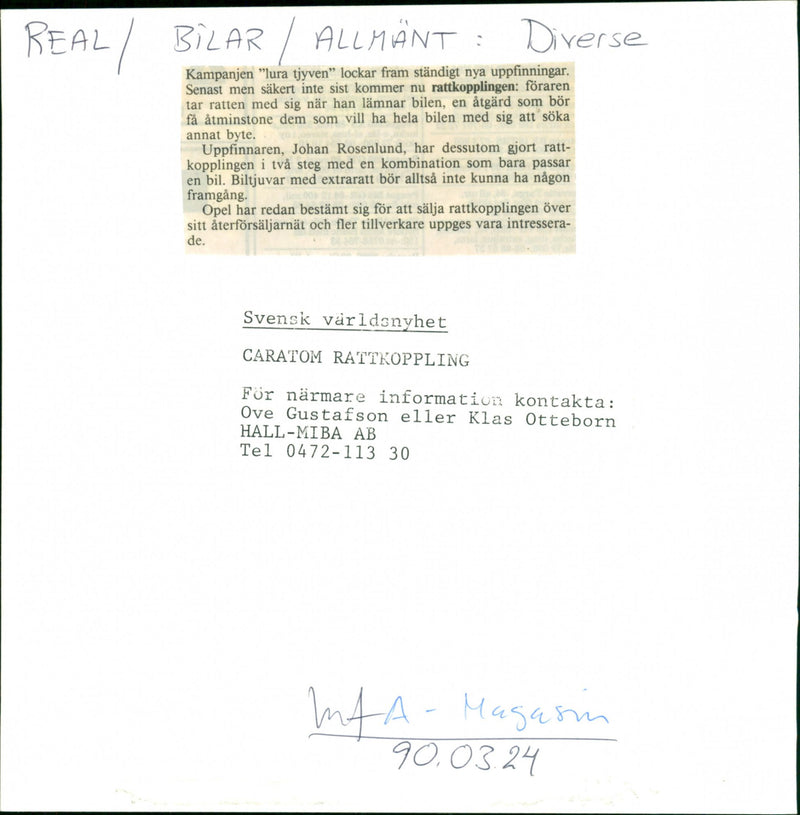 REAL / BILAR / ALLMÄNT : Diverse
Kampanjen ”lura tjyven” lockar fram ständigt nya uppfinningar.
Senast men säkert inte sist kommer nu rattkopplingen: föraren
tar ratten med sig när han lämnar bilen, en åtgärd som bör
få åtminstone dem som vill ha hela bilen med sig att söka
annat byte.
Uppfinnaren, Johan Rosenlund, har dessutom gjort ratt-
kopplingen i två steg med en kombination som bara passar
en bil. Biltjuvar med extraratt bör alltså inte kunna ha någon
framgång.
Opel har redan bestämt sig för att sälja rattkopplingen över
sitt återförsäljarnät och fler tillverkare uppges vara intressera-
de.
Svensk världsnyhet
CARATOM RATTKOPPLING
För närmare information kontakta:
Ove Gustafson eller Klas Otteborn
HALL-MIBA AB
Tel 0472-113 30
A - Magasin
90.03.24